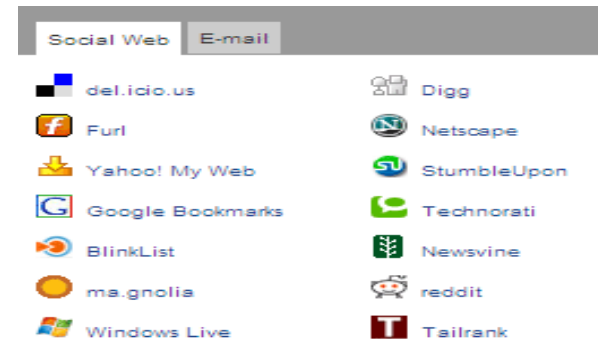 Social Web E-mail
del.icio.us Digg
Furl Netscape
Yahoo! My Web StumbleUpon
Google Bookmarks Technorati
BlinkList Newsvine
ma.gnolia reddit
Windows Live Tailrank